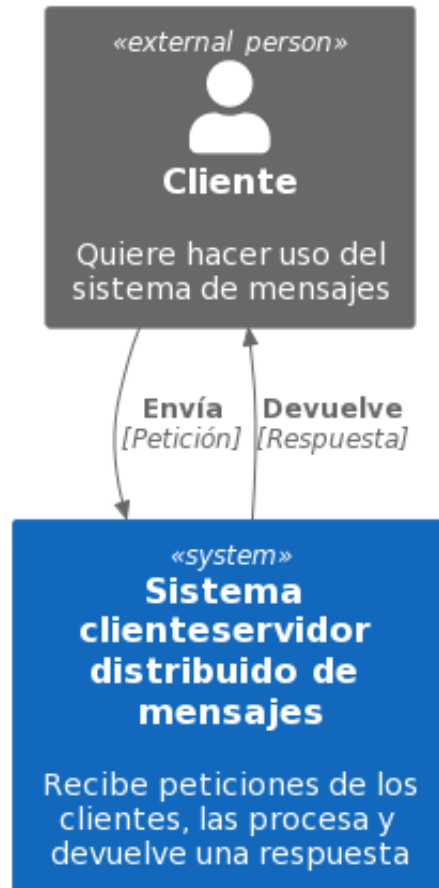 «external person»
Cliente
Quiere hacer uso del
sistema de mensajes
Envía
[Petición]
Devuelve
[Respuesta]
«system»
Sistema
clienteservidor
distribuido de
mensajes
Recibe peticiones de los
clientes, las procesa y
devuelve una respuesta